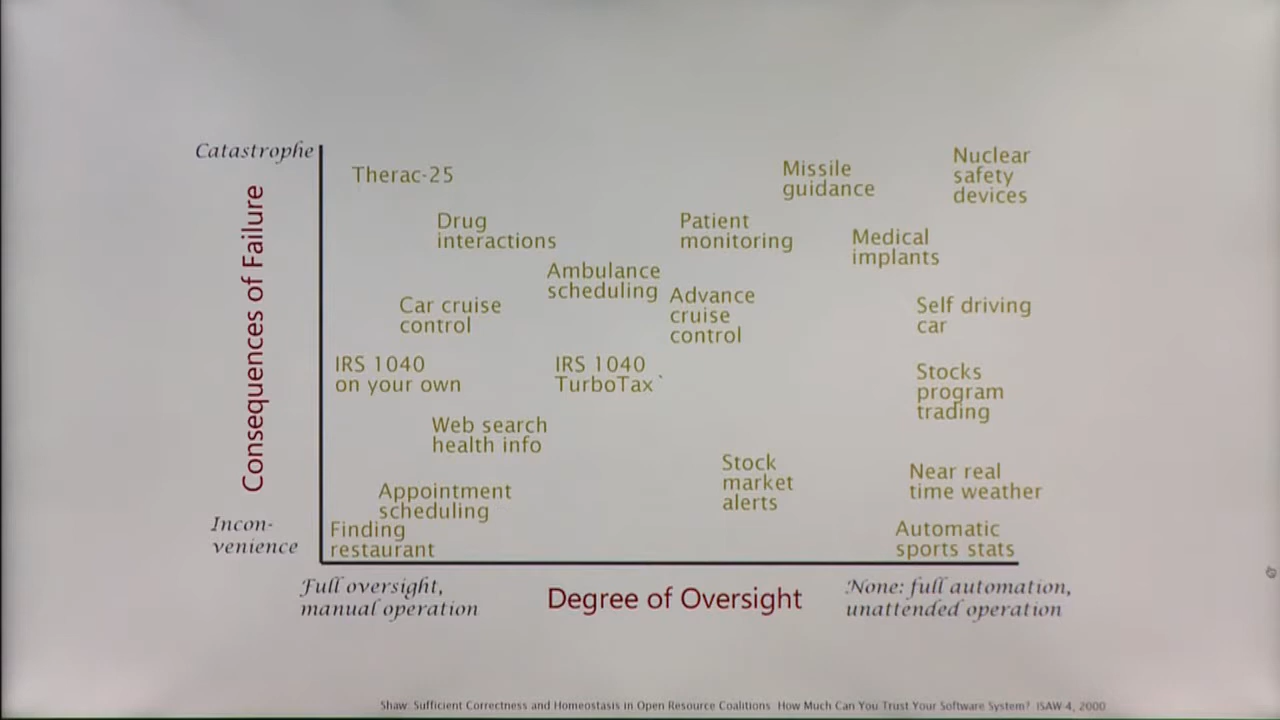 Catastrophe
Therac-25
Missile
guidance
Nuclear
safety
devices
Drug
interactions
Patient
monitoring
Medical
implants
Ambulance
scheduling
Car cruise
control
Advance
cruise
control
Self driving
car
Consequences of Failure
IRS 1040
on your own
IRS 1040
TurboTax`
Stocks
program
trading
Web search
health info
Stock
market
alerts
Near real
time weather
Appointment
scheduling
Incon-
venience
Finding
restaurant
Automatic
sports stats
Full oversight,
manual operation
Degree of Oversight
None: full automation,
unattended operation
Shaw: Sufficient Correctness and Homeostasis in Open Resource Coalitions How Much Can You Trust Your Software System? ISAW-4, 2000